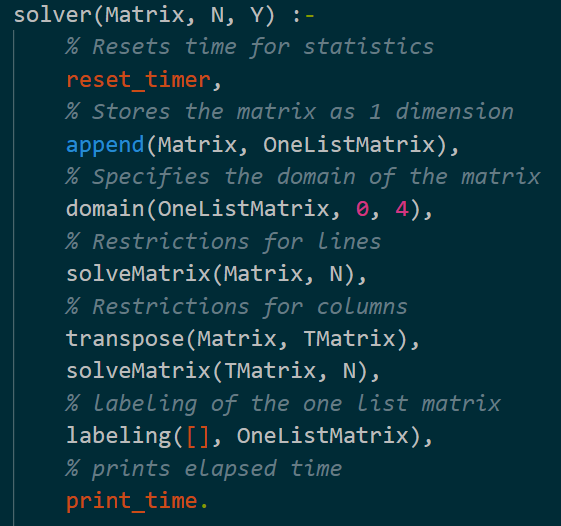 solver(Matrix, N, Y) :-
% Resets time for statistics
reset_timer,
% Stores the matrix as 1 dimension
append(Matrix, OneListMatrix),
% Specifies the domain of the matrix
domain(OneListMatrix, 0, 4),
% Restrictions for lines
solveMatrix(Matrix, N),
% Restrictions for columns
transpose(Matrix, TMatrix),
solveMatrix(TMatrix, N),
% labeling of the one list matrix
labeling([], OneListMatrix),
% prints elapsed time
print_time.